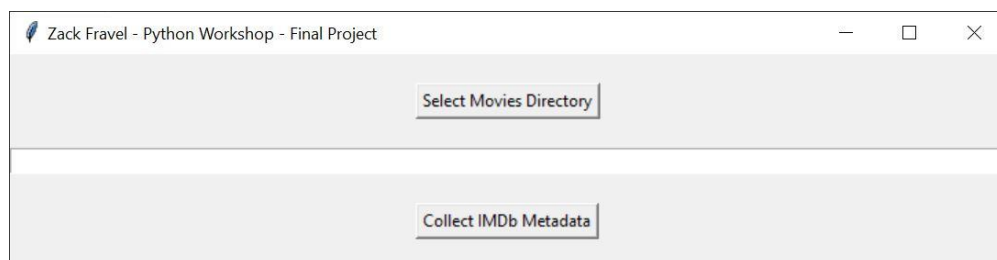 Zack Fravel - Python Workshop - Final Project
Select Movies Directory
Collect IMDb Metadata